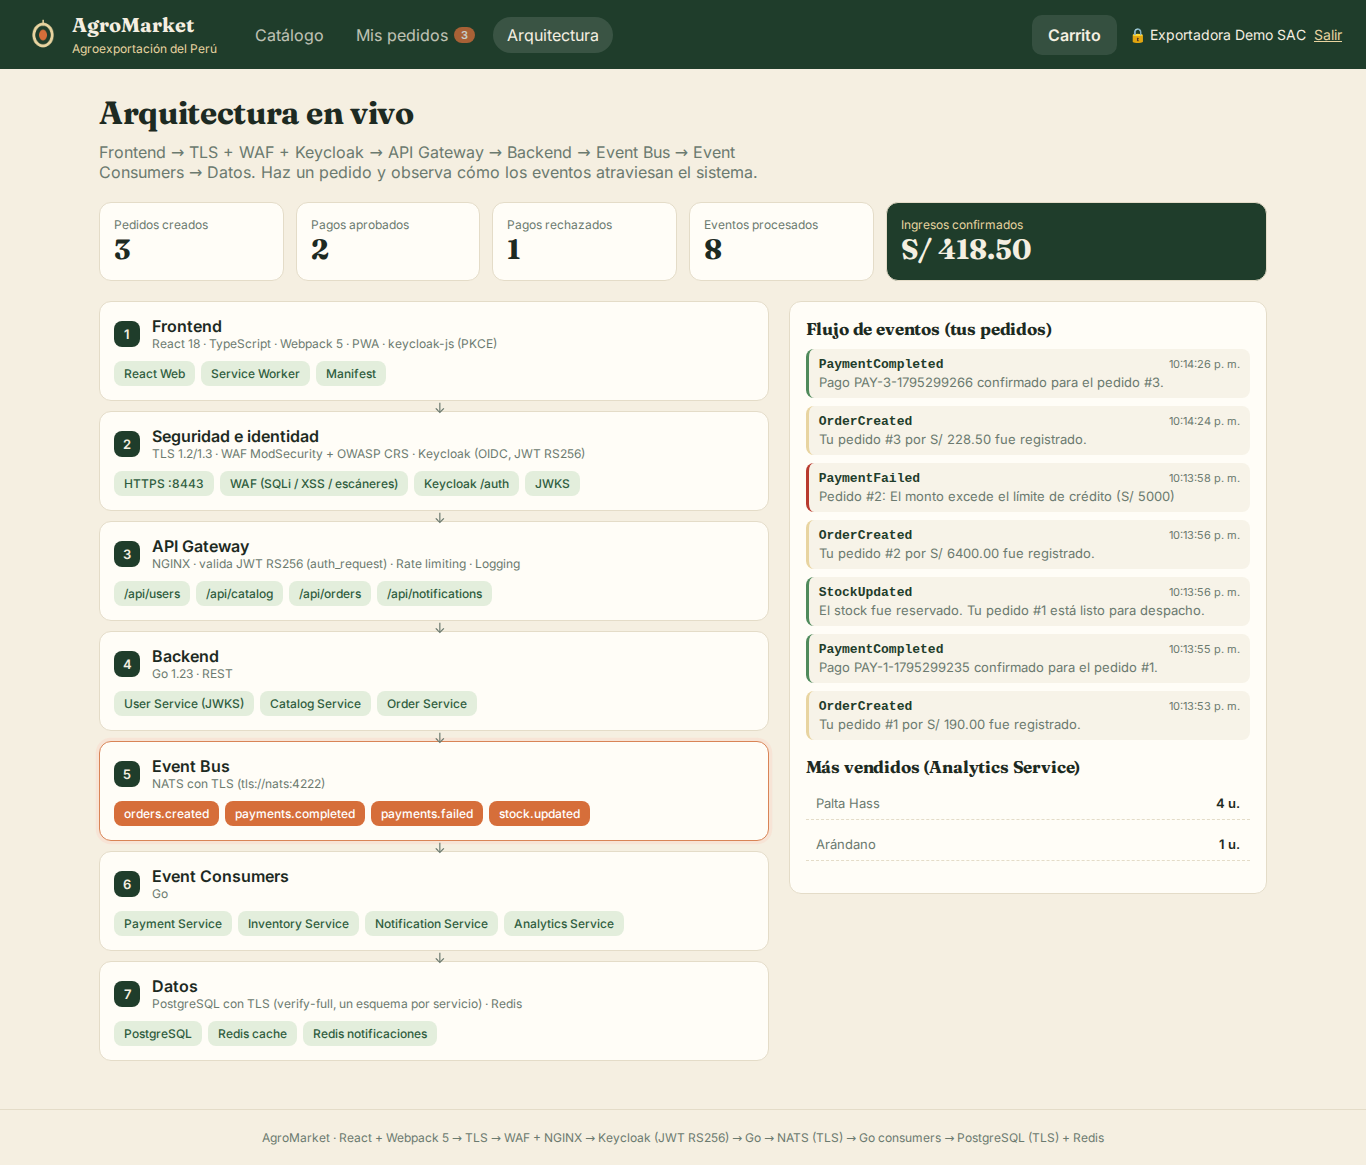 AgroMarket
Agroexportación del Perú
Catálogo
Mis pedidos 3
Arquitectura
Carrito
🔒 Exportadora Demo SAC Salir
Arquitectura en vivo
Frontend → TLS + WAF + Keycloak → API Gateway → Backend → Event Bus → Event
Consumers → Datos. Haz un pedido y observa cómo los eventos atraviesan el sistema.
Pedidos creados
3
Pagos aprobados
2
Pagos rechazados
1
Eventos procesados
8
Ingresos confirmados
S/ 418.50
1
Frontend
React 18 · TypeScript · Webpack 5 · PWA · keycloak-js (PKCE)
React Web
Service Worker
Manifest
↓
2
Seguridad e identidad
TLS 1.2/1.3 · WAF ModSecurity + OWASP CRS · Keycloak (OIDC, JWT RS256)
HTTPS :8443
WAF (SQLi / XSS / escáneres)
Keycloak /auth
JWKS
↓
3
API Gateway
NGINX · valida JWT RS256 (auth_request) · Rate limiting · Logging
/api/users
/api/catalog
/api/orders
/api/notifications
↓
4
Backend
Go 1.23 · REST
User Service (JWKS)
Catalog Service
Order Service
↓
5
Event Bus
NATS con TLS (tls://nats:4222)
orders.created
payments.completed
payments.failed
stock.updated
↓
6
Event Consumers
Go
Payment Service
Inventory Service
Notification Service
Analytics Service
↓
7
Datos
PostgreSQL con TLS (verify-full, un esquema por servicio) · Redis
PostgreSQL
Redis cache
Redis notificaciones
Flujo de eventos (tus pedidos)
PaymentCompleted 10:14:26 p. m.
Pago PAY-3-1795299266 confirmado para el pedido #3.
OrderCreated 10:14:24 p. m.
Tu pedido #3 por S/ 228.50 fue registrado.
PaymentFailed 10:13:58 p. m.
Pedido #2: El monto excede el límite de crédito (S/ 5000)
OrderCreated 10:13:56 p. m.
Tu pedido #2 por S/ 6400.00 fue registrado.
StockUpdated 10:13:56 p. m.
El stock fue reservado. Tu pedido #1 está listo para despacho.
PaymentCompleted 10:13:55 p. m.
Pago PAY-1-1795299235 confirmado para el pedido #1.
OrderCreated 10:13:53 p. m.
Tu pedido #1 por S/ 190.00 fue registrado.
Más vendidos (Analytics Service)
Palta Hass 4 u.
Arándano 1 u.
AgroMarket · React + Webpack 5 → TLS → WAF + NGINX → Keycloak (JWT RS256) → Go → NATS (TLS) → Go consumers → PostgreSQL (TLS) + Redis